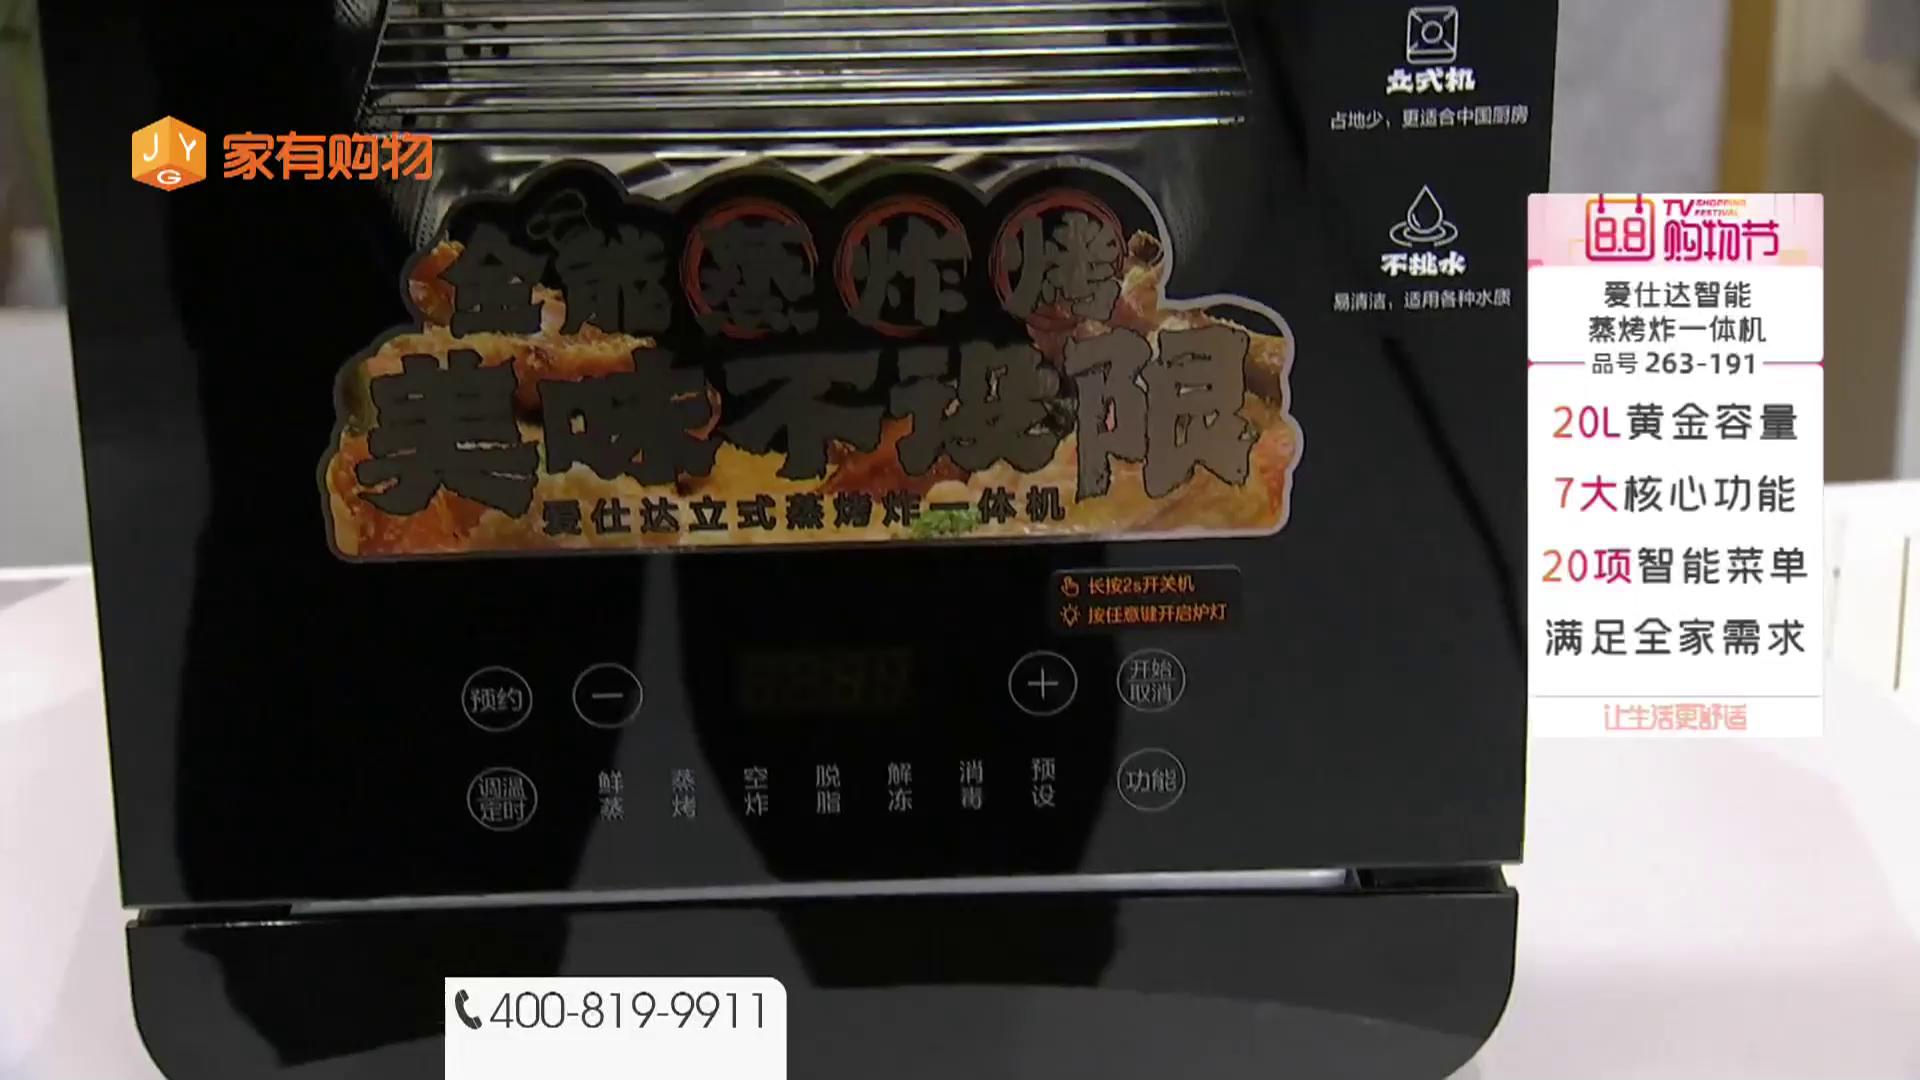 立式机
占地少，更适合中国厨房
JYG 家有购物
不挑水
易清洁，适用各种水质
全能蒸炸烤
美味不设限
爱仕达立式蒸烤炸一体机
长按2s开关机
按任意键开启炉灯
预约
开始
取消
调温
定时
鲜蒸 蒸烤 空炸 脱脂 解冻 消毒 预设
功能
8.8 TV SHOPPING FESTIVAL
购物节
爱仕达智能
蒸烤炸一体机
品号 263-191
20L黄金容量
7大核心功能
20项智能菜单
满足全家需求
让生活更舒适
400-819-9911